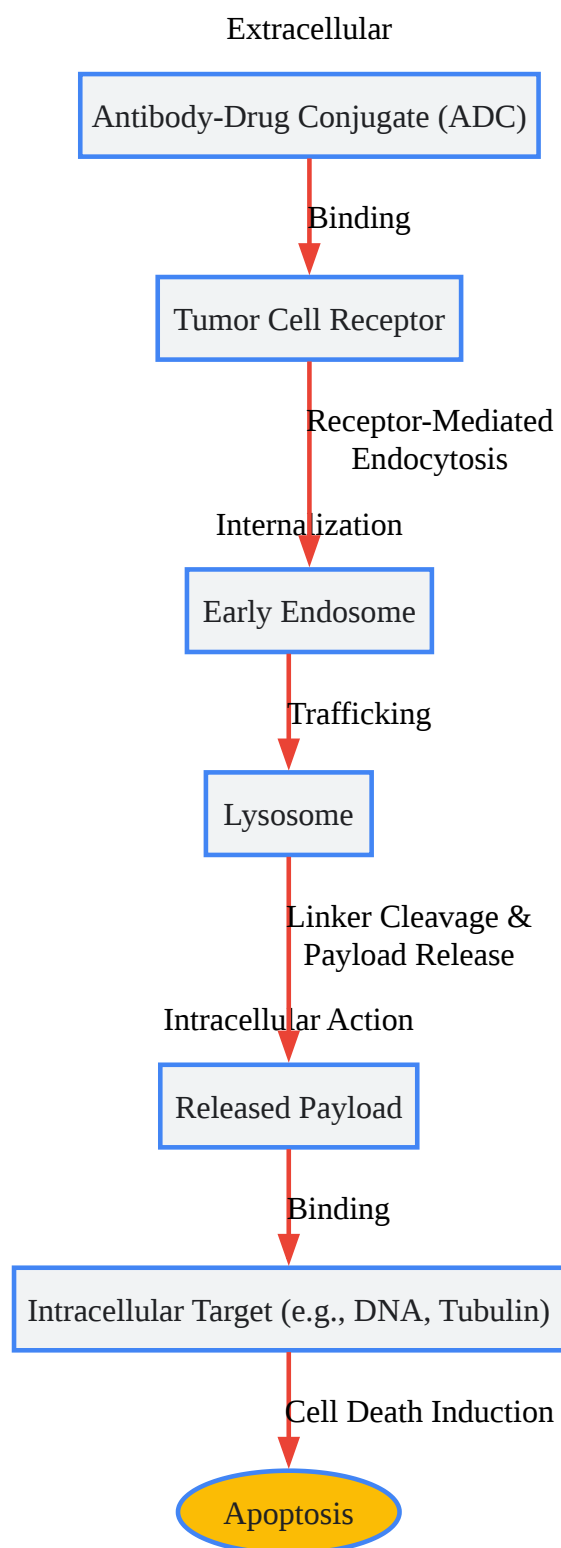 Extracellular
Antibody-Drug Conjugate (ADC)
Binding
Tumor Cell Receptor
Receptor-Mediated
Endocytosis
Internalization
Early Endosome
Trafficking
Lysosome
Linker Cleavage &
Payload Release
Intracellular Action
Released Payload
Binding
Intracellular Target (e.g., DNA, Tubulin)
Cell Death Induction
Apoptosis